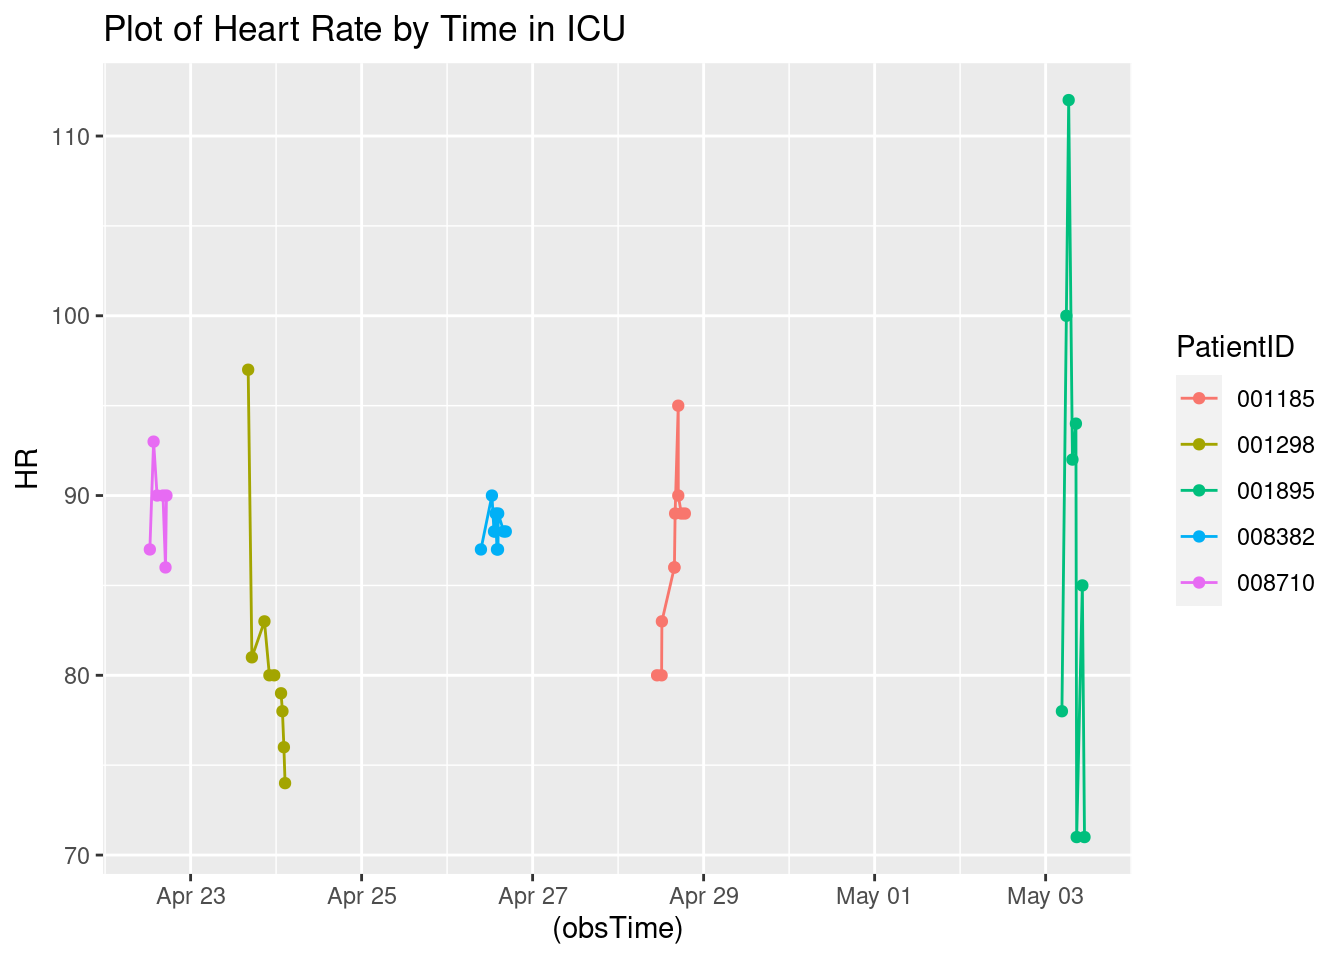 Plot of Heart Rate by Time in ICU
110
100
90
80
70
HR
Apr 23 Apr 25 Apr 27 Apr 29 May 01 May 03
(obsTime)
PatientID
001185
001298
001895
008382
008710